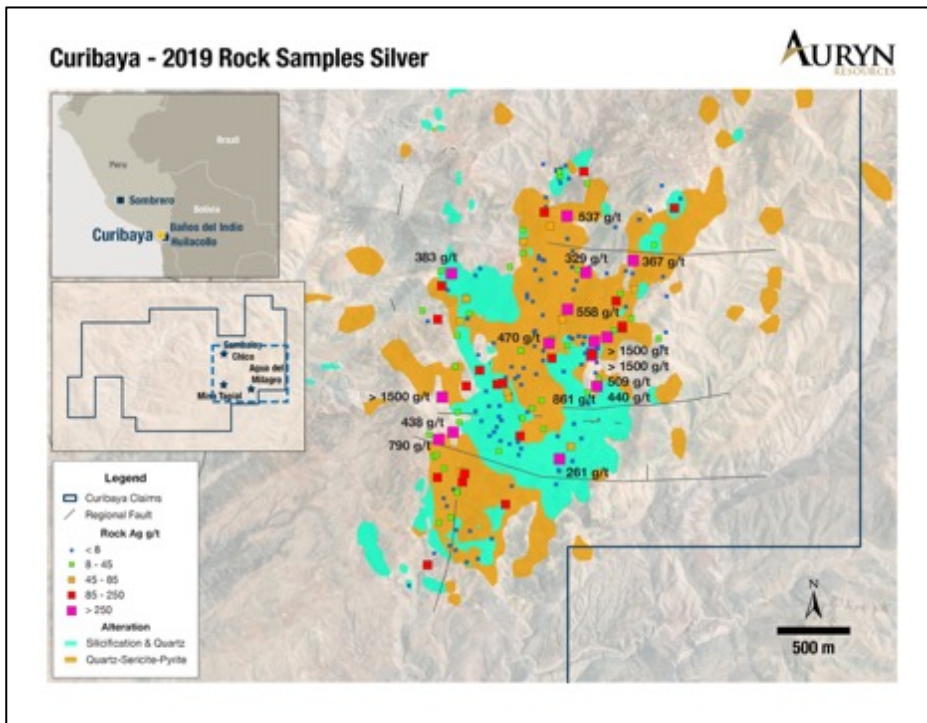 Curibaya - 2019 Rock Samples Silver
AURYN
RESOURCES
Brazil
Peru
Bolivia
Sombrero
Curibaya
Baños del Indio
Huilacollo
Sambalay
Chico
Agua del
Milagro
Mina Tapial
537 g/t
383 g/t
329 g/t
367 g/t
558 g/t
470 g/t
> 1500 g/t
> 1500 g/t
509 g/t
> 1500 g/t
861 g/t
440 g/t
438 g/t
790 g/t
261 g/t
Legend
Curibaya Claims
Regional Fault
Rock Ag g/t
< 8
8 - 45
45 - 85
85 - 250
> 250
Alteration
Silicification & Quartz
Quartz-Sericite-Pyrite
N
500 m